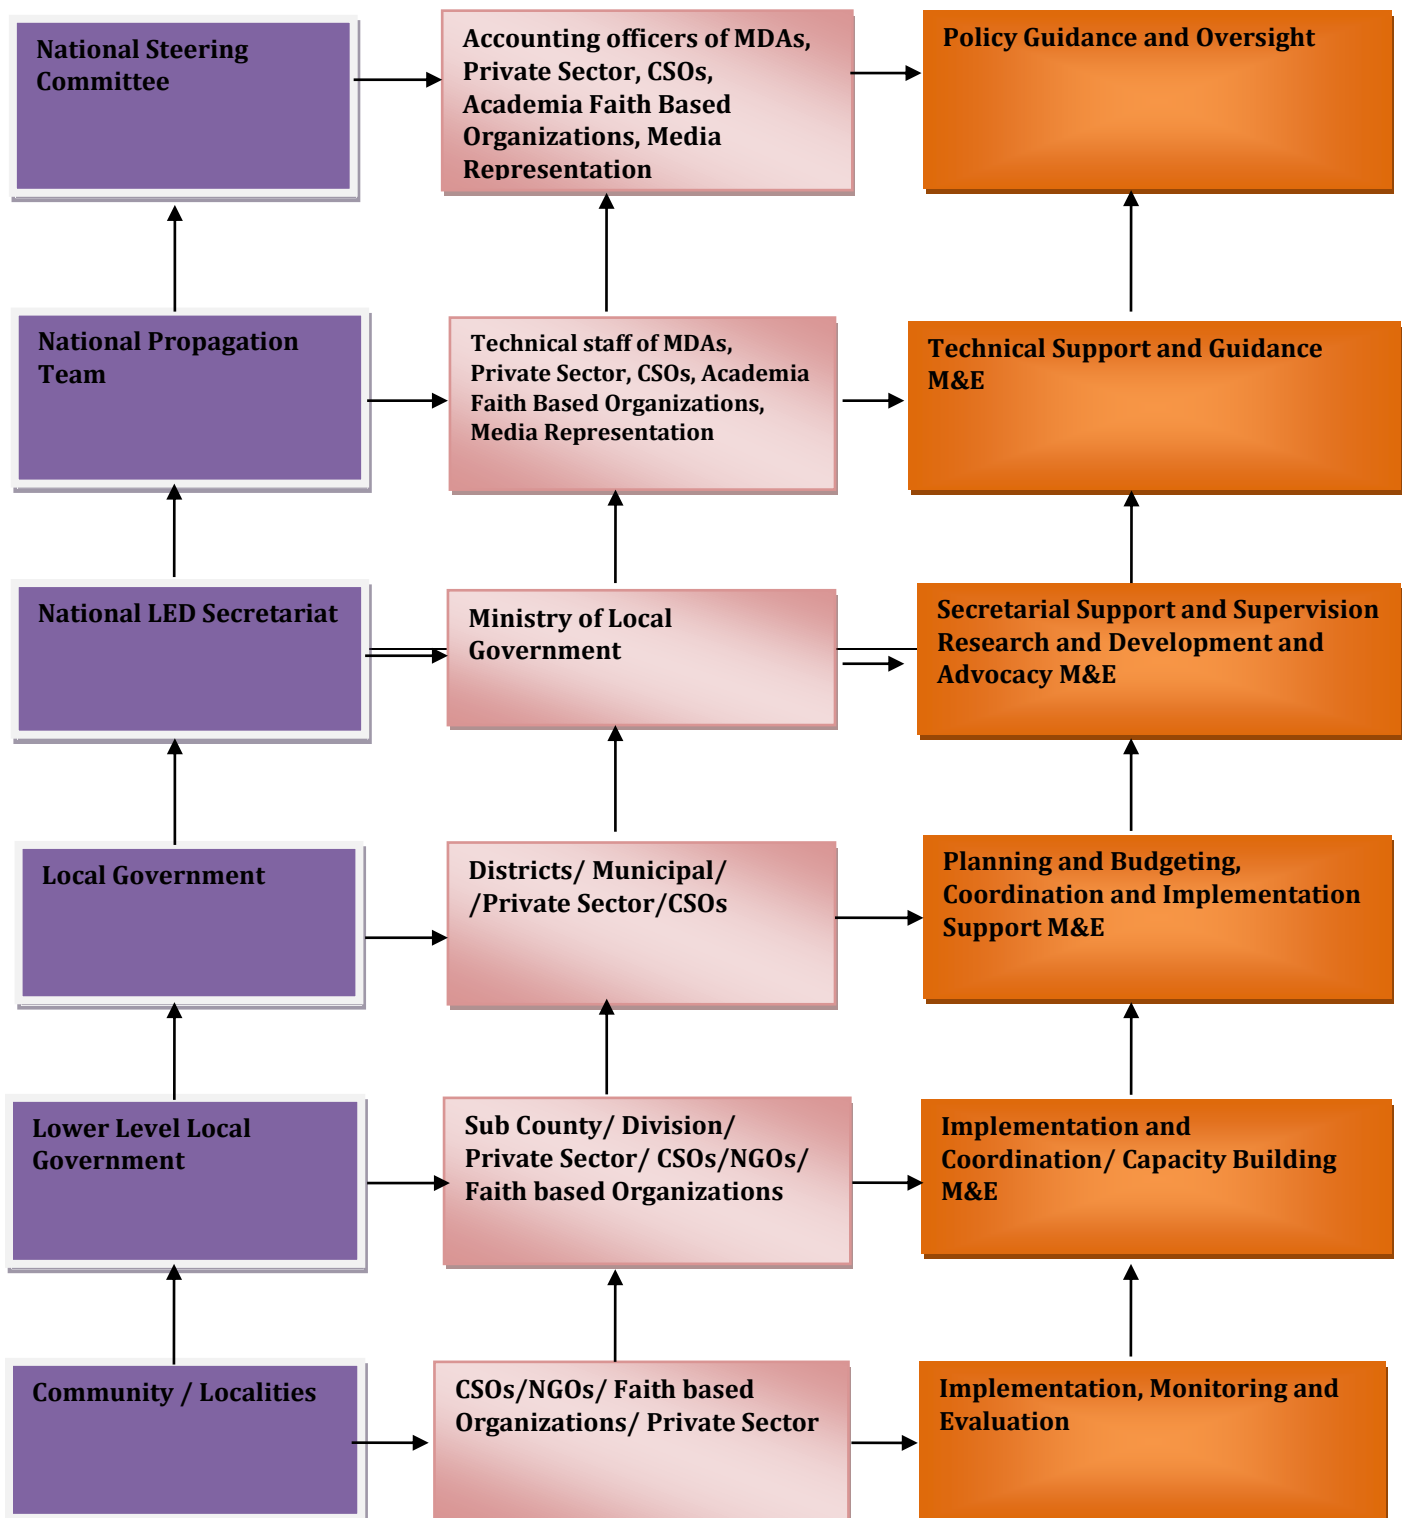 National Steering
Committee
Accounting officers of MDAs,
Private Sector, CSOs,
Academia Faith Based
Organizations, Media
Representation
Policy Guidance and Oversight
National Propagation
Team
Technical staff of MDAs,
Private Sector, CSOs, Academia
Faith Based Organizations,
Media Representation
Technical Support and Guidance
M&E
National LED Secretariat
Ministry of Local
Government
Secretarial Support and Supervision
Research and Development and
Advocacy M&E
Local Government
Districts/ Municipal/
/Private Sector/CSOs
Planning and Budgeting,
Coordination and Implementation
Support M&E
Lower Level Local
Government
Sub County/ Division/
Private Sector/ CSOs/NGOs/
Faith based Organizations
Implementation and
Coordination/ Capacity Building
M&E
Community / Localities
CSOs/NGOs/ Faith based
Organizations/ Private Sector
Implementation, Monitoring and
Evaluation